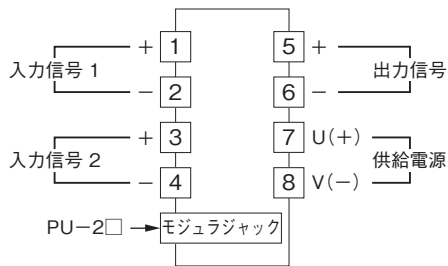 入力信号 1
+ 1
− 2
入力信号 2
+ 3
− 4
PU−2□
モジュラジャック
5 +
6 −
出力信号
7 U(+)
8 V(−)
供給電源